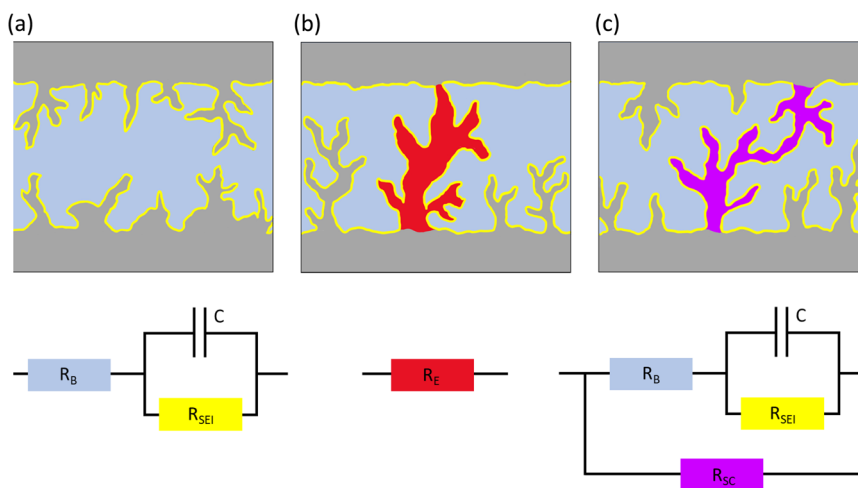 (a) (b) (c)
C C
R_B R_E R_B
R_SEI R_SEI
R_SC